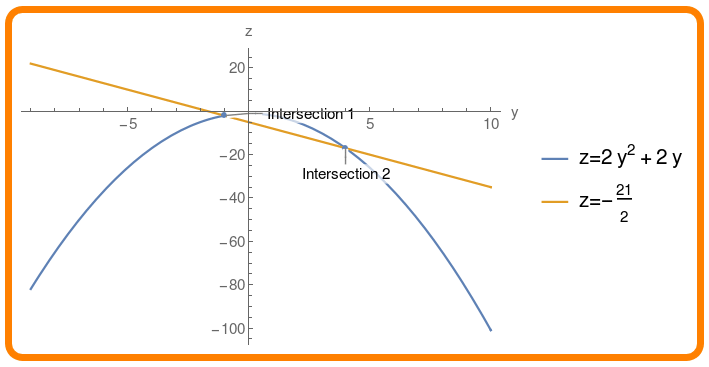 z
20
Intersection 1
y
−5
5
10
−20
Intersection 2
−40
−60
−80
−100
z=2 y² + 2 y
z=− 21/2